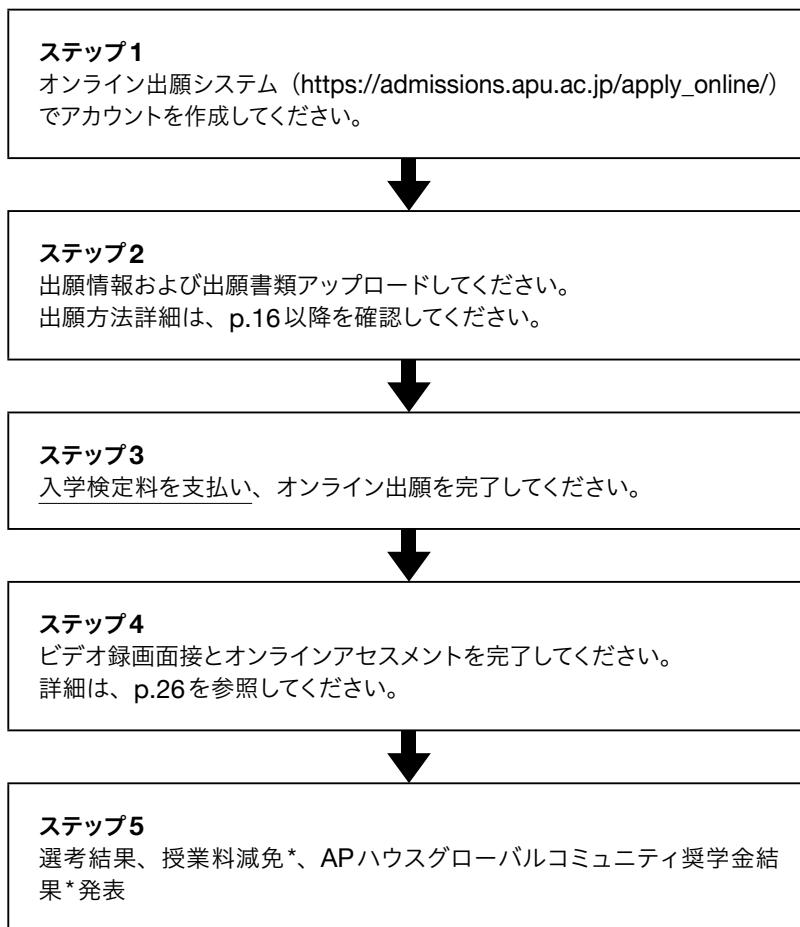 ステップ1
オンライン出願システム（https://admissions.apu.ac.jp/apply_online/）
でアカウントを作成してください。
ステップ2
出願情報および出願書類アップロードしてください。
出願方法詳細は、p.16以降を確認してください。
ステップ3
入学検定料を支払い、オンライン出願を完了してください。
ステップ4
ビデオ録画面接とオンラインアセスメントを完了してください。
詳細は、p.26を参照してください。
ステップ5
選考結果、授業料減免*、APハウスグローバルコミュニティ奨学金結
果*発表